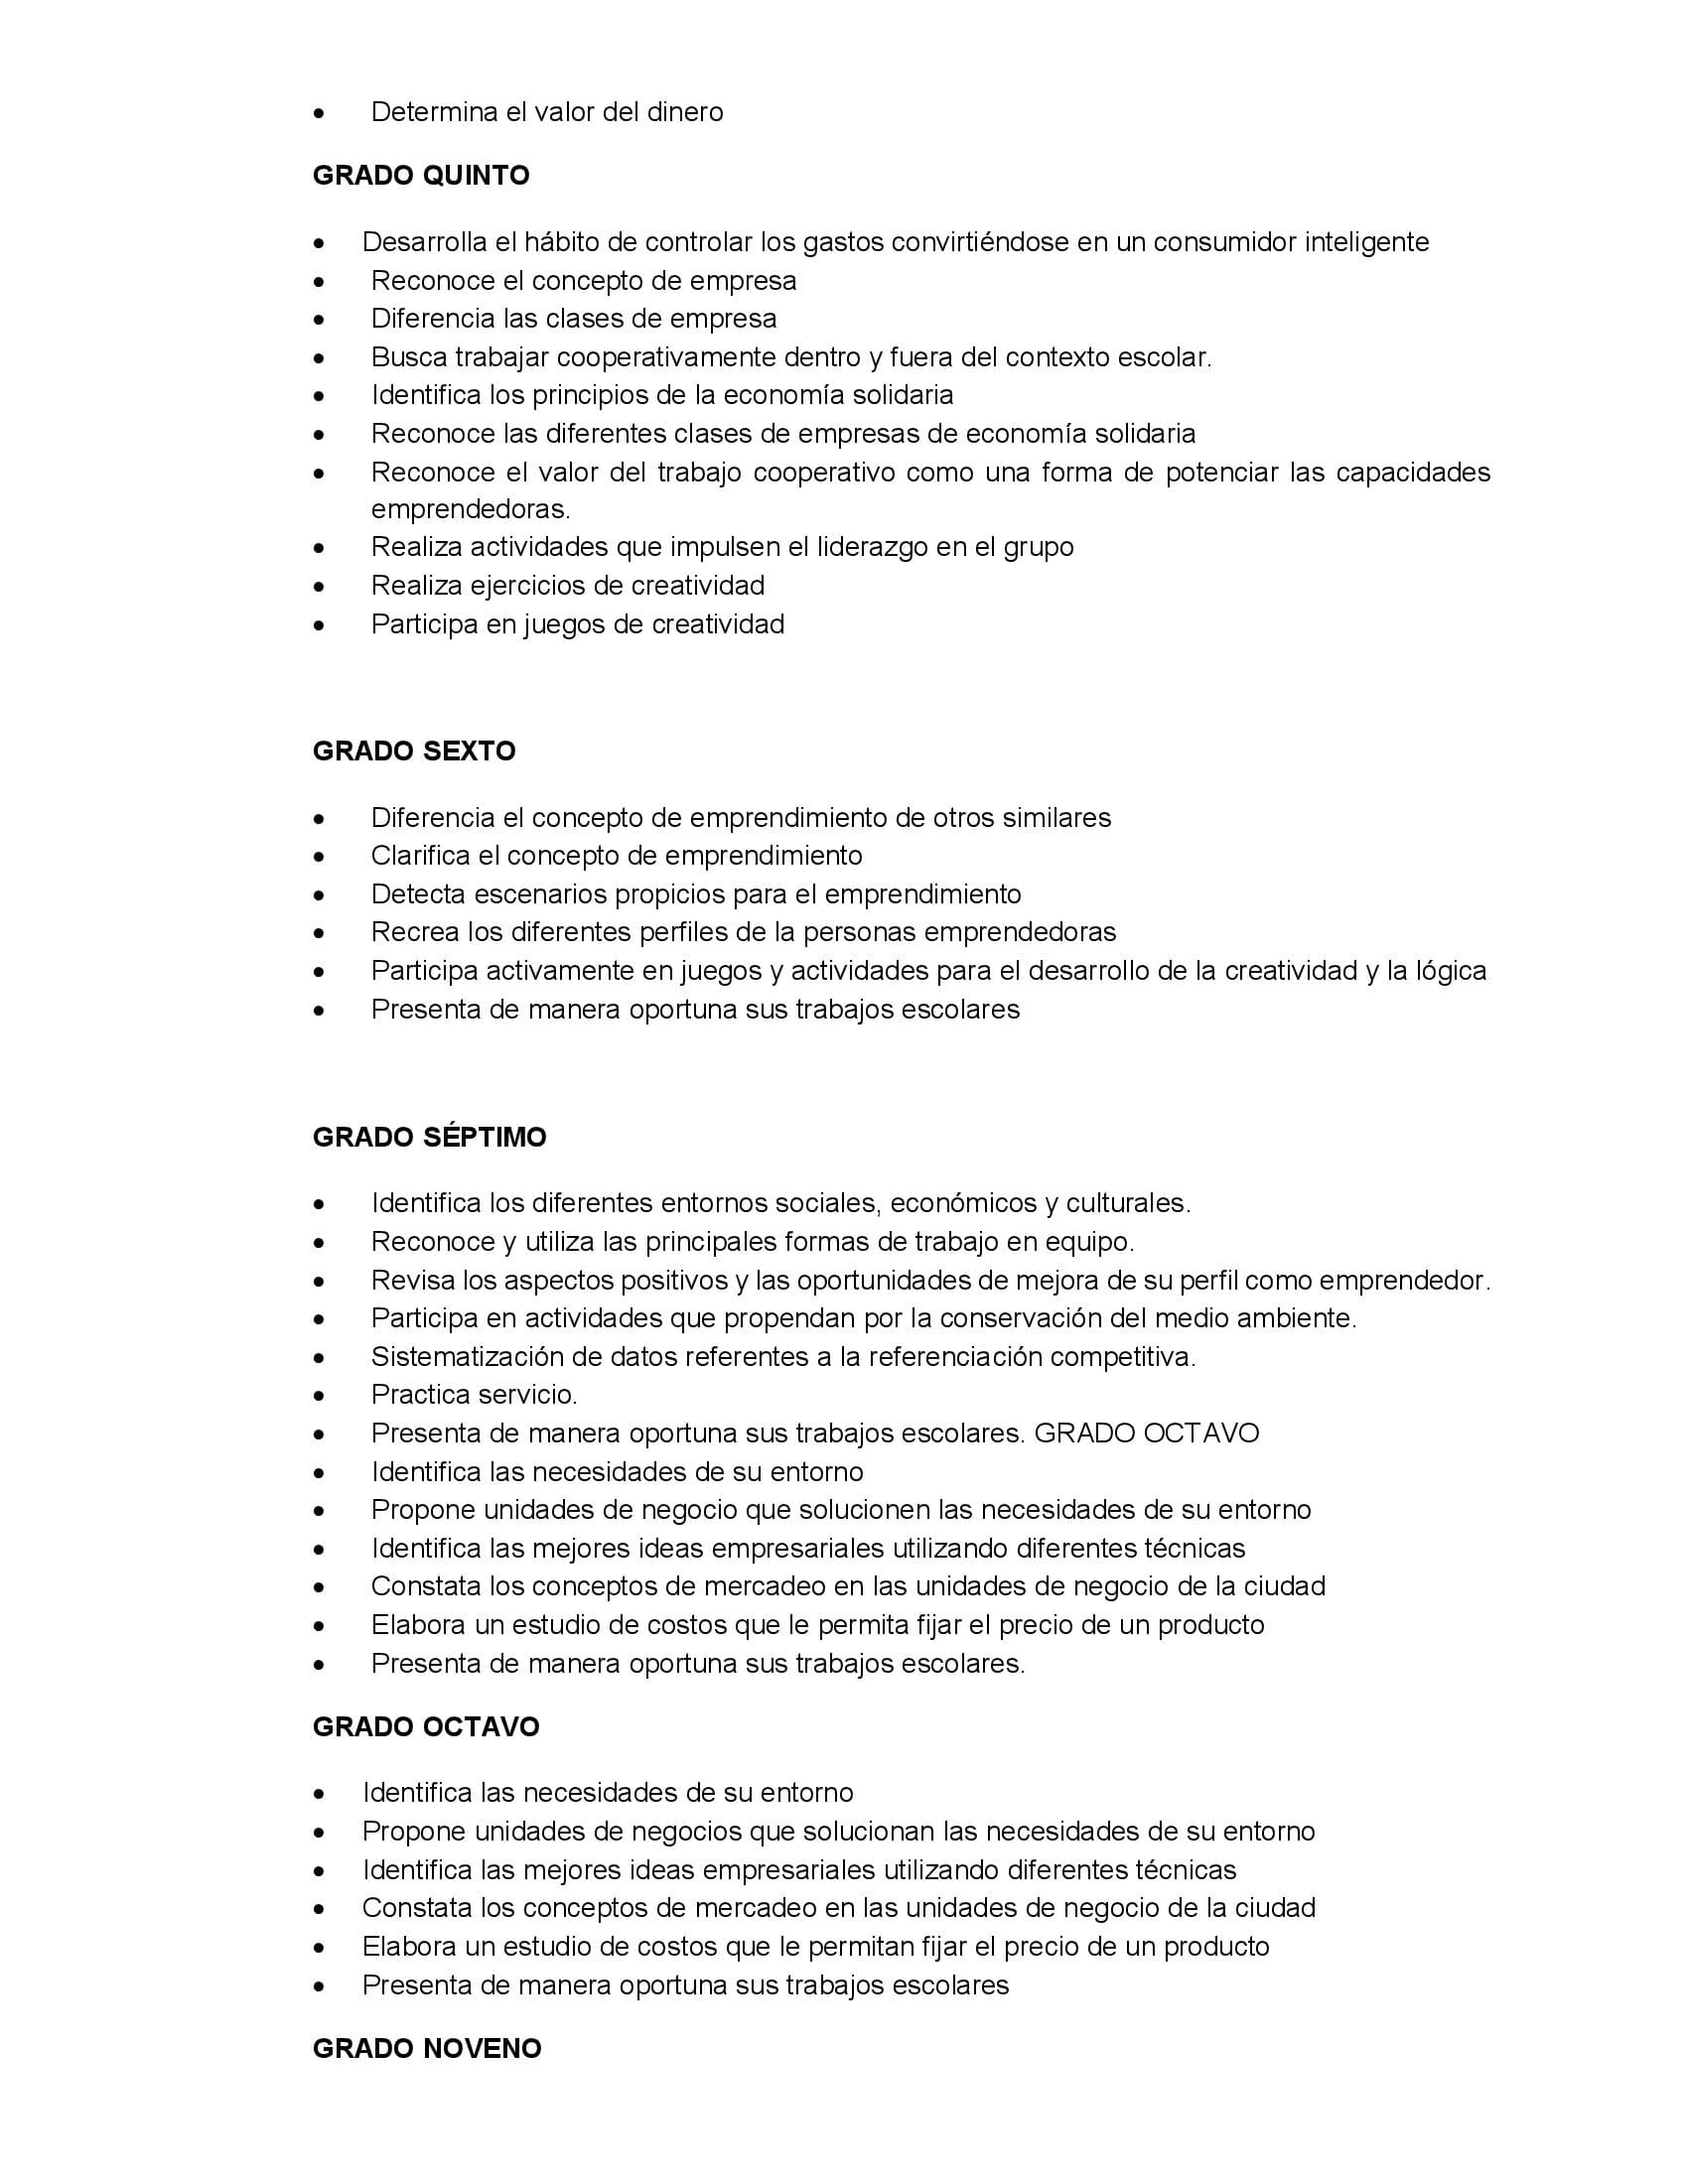 • Determina el valor del dinero
GRADO QUINTO
• Desarrolla el hábito de controlar los gastos convirtiéndose en un consumidor inteligente
• Reconoce el concepto de empresa
• Diferencia las clases de empresa
• Busca trabajar cooperativamente dentro y fuera del contexto escolar.
• Identifica los principios de la economía solidaria
• Reconoce las diferentes clases de empresas de economía solidaria
• Reconoce el valor del trabajo cooperativo como una forma de potenciar las capacidades
emprendedoras.
• Realiza actividades que impulsen el liderazgo en el grupo
• Realiza ejercicios de creatividad
• Participa en juegos de creatividad
GRADO SEXTO
• Diferencia el concepto de emprendimiento de otros similares
• Clarifica el concepto de emprendimiento
• Detecta escenarios propicios para el emprendimiento
• Recrea los diferentes perfiles de la personas emprendedoras
• Participa activamente en juegos y actividades para el desarrollo de la creatividad y la lógica
• Presenta de manera oportuna sus trabajos escolares
GRADO SÉPTIMO
• Identifica los diferentes entornos sociales, económicos y culturales.
• Reconoce y utiliza las principales formas de trabajo en equipo.
• Revisa los aspectos positivos y las oportunidades de mejora de su perfil como emprendedor.
• Participa en actividades que propendan por la conservación del medio ambiente.
• Sistematización de datos referentes a la referenciación competitiva.
• Practica servicio.
• Presenta de manera oportuna sus trabajos escolares. GRADO OCTAVO
• Identifica las necesidades de su entorno
• Propone unidades de negocio que solucionen las necesidades de su entorno
• Identifica las mejores ideas empresariales utilizando diferentes técnicas
• Constata los conceptos de mercadeo en las unidades de negocio de la ciudad
• Elabora un estudio de costos que le permita fijar el precio de un producto
• Presenta de manera oportuna sus trabajos escolares.
GRADO OCTAVO
• Identifica las necesidades de su entorno
• Propone unidades de negocios que solucionan las necesidades de su entorno
• Identifica las mejores ideas empresariales utilizando diferentes técnicas
• Constata los conceptos de mercadeo en las unidades de negocio de la ciudad
• Elabora un estudio de costos que le permitan fijar el precio de un producto
• Presenta de manera oportuna sus trabajos escolares
GRADO NOVENO